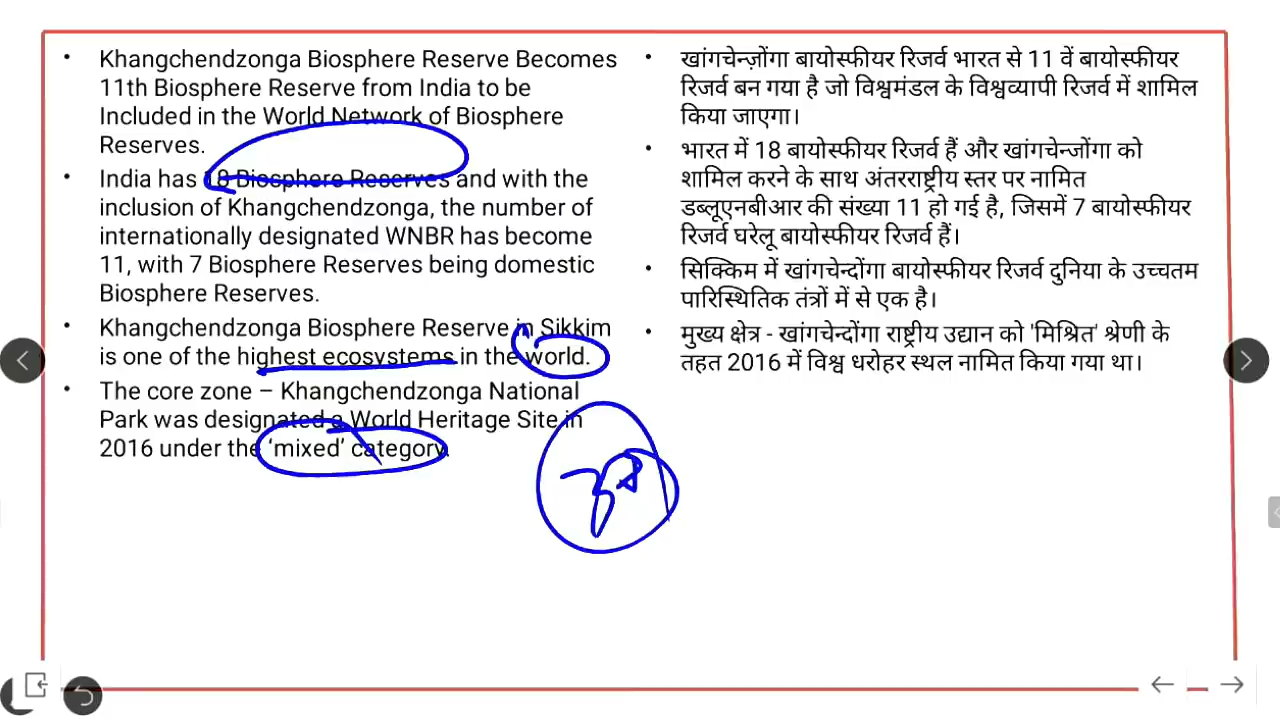 Khangchendzonga Biosphere Reserve Becomes
11th Biosphere Reserve from India to be
Included in the World Network of Biosphere
Reserves.
India has 18 Biosphere Reserves and with the
inclusion of Khangchendzonga, the number of
internationally designated WNBR has become
11, with 7 Biosphere Reserves being domestic
Biosphere Reserves.
Khangchendzonga Biosphere Reserve in Sikkim
is one of the highest ecosystems in the world.
The core zone – Khangchendzonga National
Park was designated a World Heritage Site in
2016 under the ‘mixed’ category.
खांगचेन्ज़ोंगा बायोस्फीयर रिजर्व भारत से 11 वें बायोस्फीयर
रिजर्व बन गया है जो विश्वमंडल के विश्वव्यापी रिजर्व में शामिल
किया जाएगा।
भारत में 18 बायोस्फीयर रिजर्व हैं और खांगचेन्जोंगा को
शामिल करने के साथ अंतरराष्ट्रीय स्तर पर नामित
डब्लूएनबीआर की संख्या 11 हो गई है, जिसमें 7 बायोस्फीयर
रिजर्व घरेलू बायोस्फीयर रिजर्व हैं।
सिक्किम में खांगचेन्दोंगा बायोस्फीयर रिजर्व दुनिया के उच्चतम
पारिस्थितिक तंत्रों में से एक है।
मुख्य क्षेत्र - खांगचेन्दोंगा राष्ट्रीय उद्यान को 'मिश्रित' श्रेणी के
तहत 2016 में विश्व धरोहर स्थल नामित किया गया था।